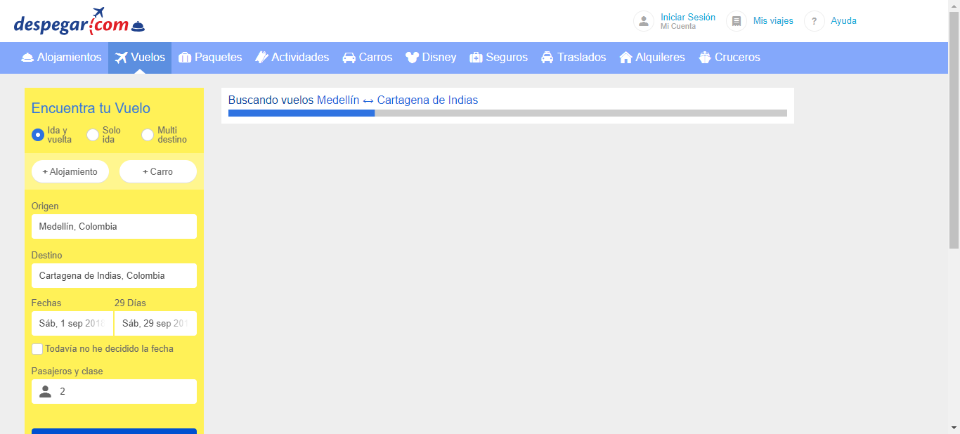 despegar.com
Iniciar Sesión
Mi Cuenta
Mis viajes
?
Ayuda
Alojamientos
Vuelos
Paquetes
Actividades
Carros
Disney
Seguros
Traslados
Alquileres
Cruceros
Encuentra tu Vuelo
Ida y
vuelta
Solo
ida
Multi
destino
+ Alojamiento
+ Carro
Origen
Medellín, Colombia
Destino
Cartagena de Indias, Colombia
Fechas
29 Días
Sáb, 1 sep 201
Sáb, 29 sep 201
Todavía no he decidido la fecha
Pasajeros y clase
2
Buscando vuelos Medellín ↔ Cartagena de Indias